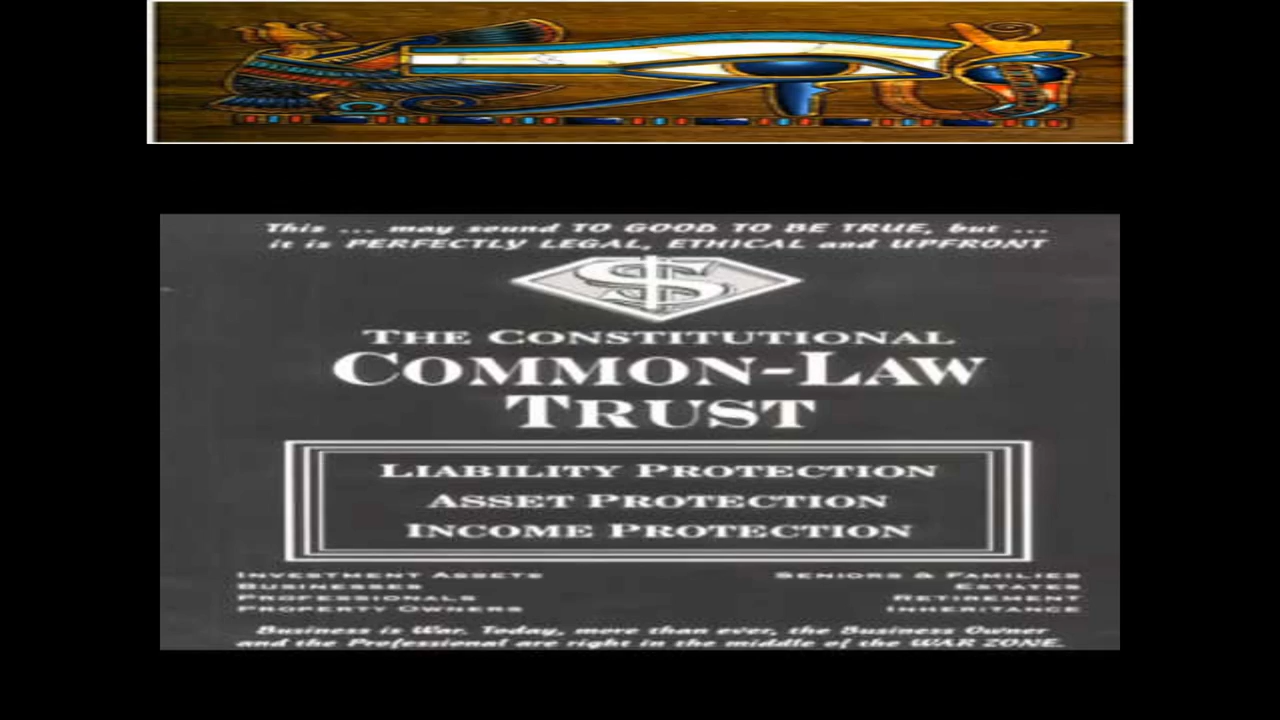 This ... may sound TO GOOD TO BE TRUE, but ...
it is PERFECTLY LEGAL, ETHICAL and UPFRONT
$
THE CONSTITUTIONAL
COMMON-LAW
TRUST
LIABILITY PROTECTION
ASSET PROTECTION
INCOME PROTECTION
INVESTMENT ASSETS
BUSINESSES
PROFESSIONALS
PROPERTY OWNERS
SENIORS & FAMILIES
ESTATES
RETIREMENT
INHERITANCE
Business is War. Today, more than ever, the Business Owner
and the Professional are right in the middle of the WAR ZONE.